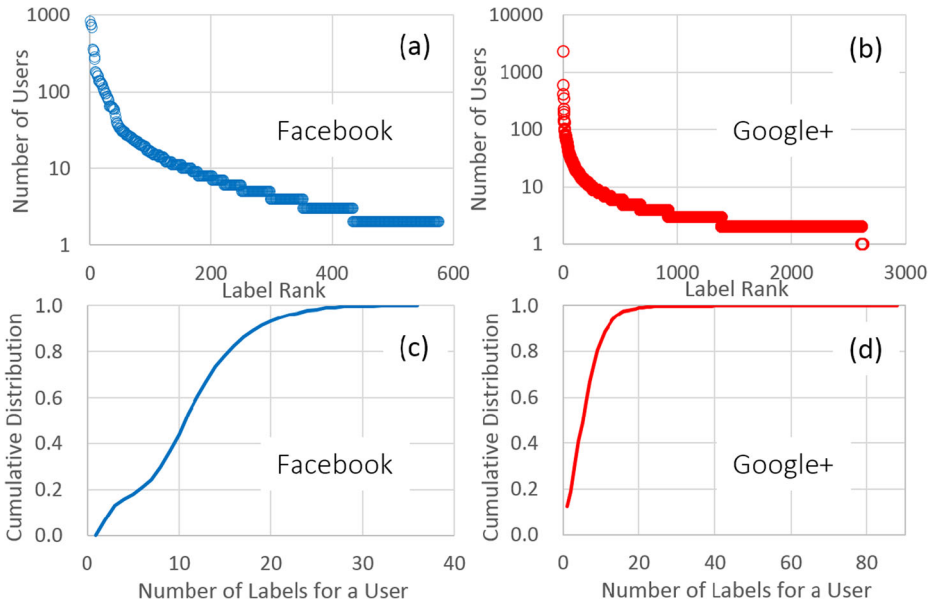 1000
100
10
1
Number of Users
(a)
Facebook
0
200
400
600
Label Rank
10000
1000
100
10
1
Number of Users
(b)
Google+
0
1000
2000
3000
Label Rank
1.0
0.8
0.6
0.4
0.2
0.0
Cumulative Distribution
(c)
Facebook
0
10
20
30
40
Number of Labels for a User
1.0
0.8
0.6
0.4
0.2
0.0
Cumulative Distribution
(d)
Google+
0
20
40
60
80
Number of Labels for a User